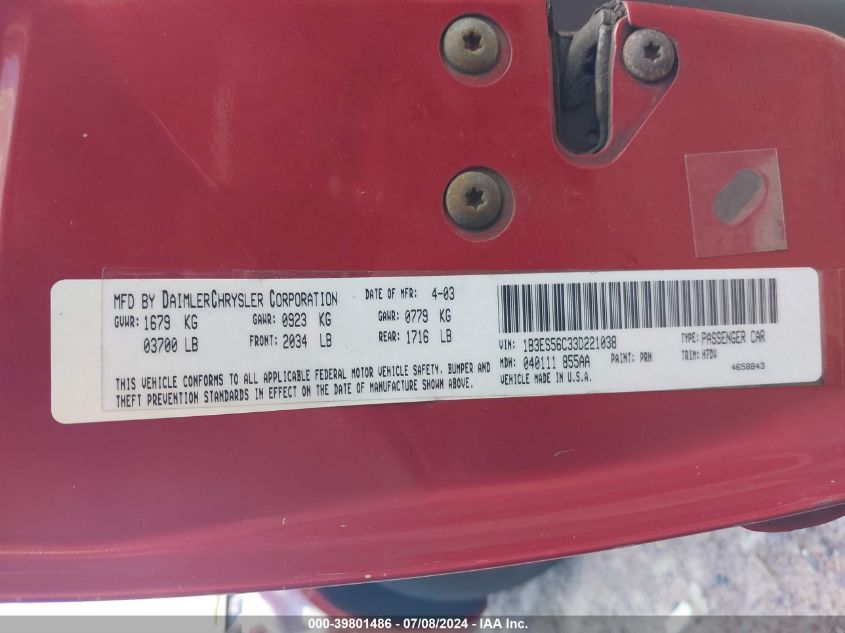 MFD BY DAIMLERCHRYSLER CORPORATION DATE OF MFR: 4-03
GVWR: 1679 KG GAWR: 0923 KG GAWR: 0779 KG
03700 LB FRONT: 2034 LB REAR: 1716 LB
THIS VEHICLE CONFORMS TO ALL APPLICABLE FEDERAL MOTOR VEHICLE SAFETY, BUMPER AND
THEFT PREVENTION STANDARDS IN EFFECT ON THE DATE OF MANUFACTURE SHOWN ABOVE.
VIN: 1B3ES56C33D221038 TYPE: PASSENGER CAR
MDH: 040111 855AA PAINT: PRH TRIM: H7DV
VEHICLE MADE IN U.S.A. 4658843
000-39801486 - 07/08/2024 - IAA Inc.